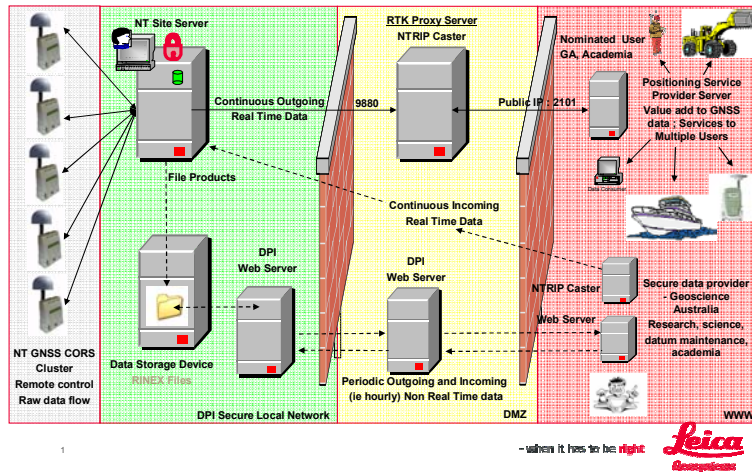 NT Site Server
RTK Proxy Server
NTRIP Caster
Nominated User
GA, Academia
Positioning Service
Provider Server
Value add to GNSS
data ; Services to
Multiple Users
Continuous Outgoing
Real Time Data
9880
Public IP : 2101
Data Consumer
File Products
Continuous Incoming
Real Time Data
DPI
Web Server
DPI
Web Server
NTRIP Caster
Secure data provider
- Geoscience
Australia
Web Server
Research, science,
datum maintenance,
academia
NT GNSS CORS
Cluster
Remote control
Raw data flow
Data Storage Device
RINEX Files
Periodic Outgoing and Incoming
(ie hourly) Non Real Time data
DPI Secure Local Network
DMZ
WWW
1
- when it has to be right
Leica
Geosystems